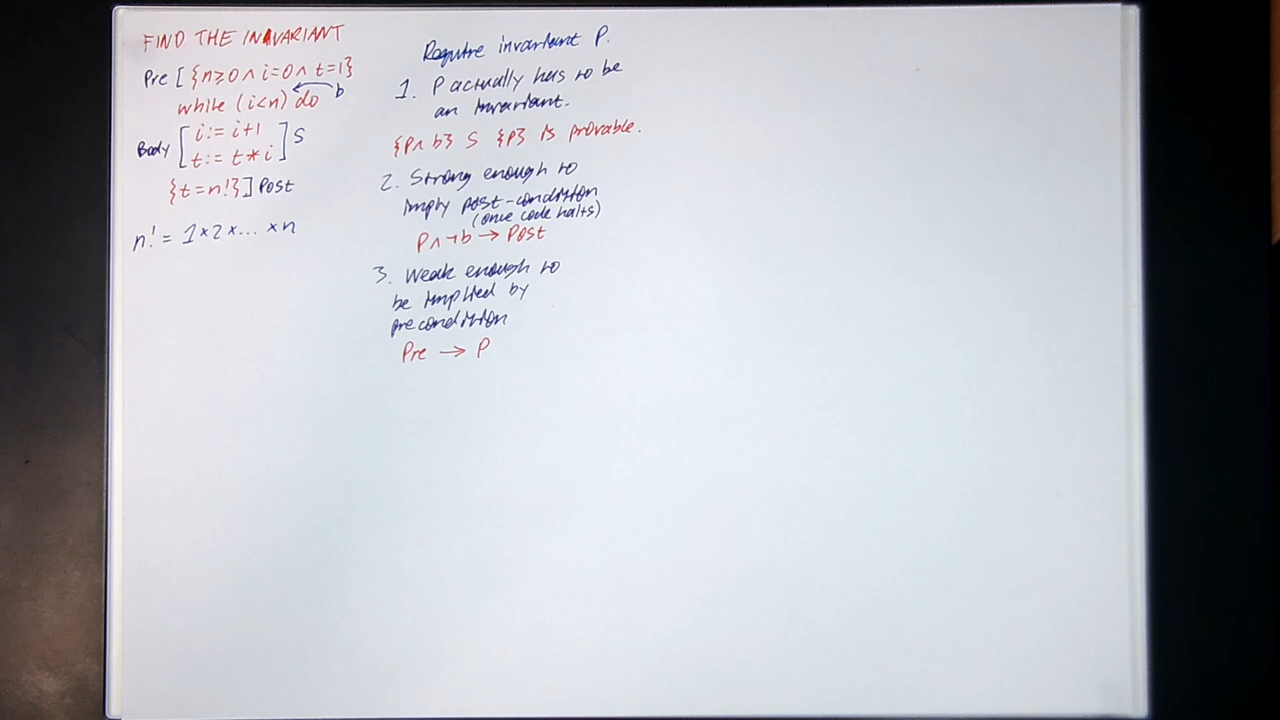 FIND THE INVARIANT
Pre [ {n≥0 ∧ i=0 ∧ t=1}
while (i<n) do
b
Body [ i := i+1
t := t * i ] S
{t = n!} ] Post
n! = 1 × 2 × ... × n
Require invariant P.
1. P actually has to be
an invariant.
{P ∧ b} S {P} is provable.
2. Strong enough to
imply post-condition
(once code halts)
P ∧ ¬b → Post
3. Weak enough to
be implied by
precondition
Pre → P